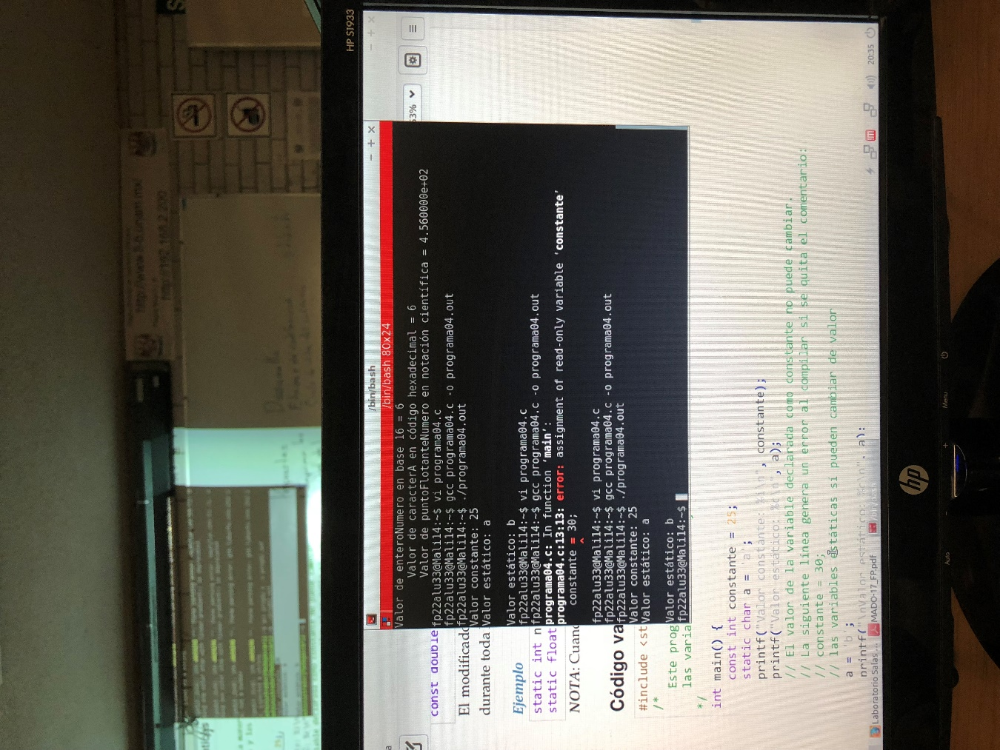 HP S1933
/bin/bash
/bin/bash 80x24
Valor de enteroNumero en base 16 = 6
Valor de caracterA en código hexadecimal = 6
Valor de puntoFlotanteNumero en notación científica = 4.560000e+02
fp22alu33@Mali14:~$ vi programa04.c
fp22alu33@Mali14:~$ gcc programa04.c -o programa04.out
fp22alu33@Mali14:~$ ./programa04.out
Valor constante: 25
Valor estático: a
Valor estático: b
fp22alu33@Mali14:~$ vi programa04.c
fp22alu33@Mali14:~$ gcc programa04.c -o programa04.out
programa04.c: In function ‘main’:
programa04.c:13:13: error: assignment of read-only variable ‘constante’
constante = 30;
^
fp22alu33@Mali14:~$ vi programa04.c
fp22alu33@Mali14:~$ gcc programa04.c -o programa04.out
fp22alu33@Mali14:~$ ./programa04.out
Valor constante: 25
Valor estático: a
Valor estático: b
fp22alu33@Mali14:~$
53%
const double
El modificado
durante toda
Ejemplo
static int n
static float
NOTA: Cuand
Código va
#include <st
/*
Este prog
las varia
*/
int main() {
const int constante = 25;
static char a = 'a';
printf("Valor constante: %i\n", constante);
printf("Valor estático: %c\n", a);
// El valor de la variable declarada como constante no puede cambiar.
// La siguiente línea genera un error al compilar si se quita el comentario:
// constante = 30;
// las variables estáticas sí pueden cambiar de valor
a = 'b';
printf("\nValor estático: %c\n", a);
Laboratorio Salas ...
MADO-17_FP.pdf
/bin/bash
20:35
hp
Auto
Menu